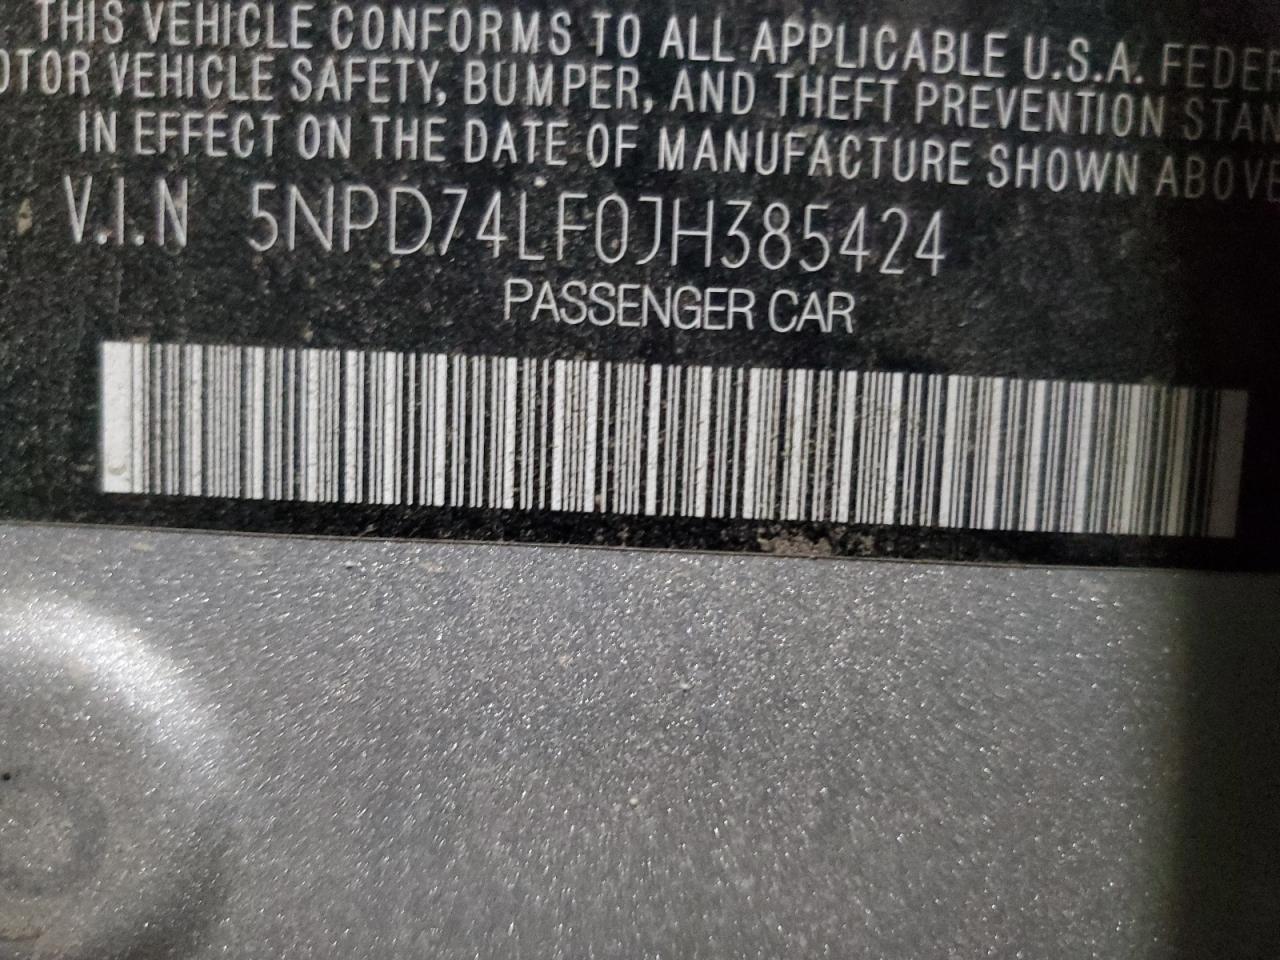 THIS VEHICLE CONFORMS TO ALL APPLICABLE U.S.A. FEDER
OTOR VEHICLE SAFETY, BUMPER, AND THEFT PREVENTION STAN
IN EFFECT ON THE DATE OF MANUFACTURE SHOWN ABOVE
V.I.N 5NPD74LF0JH385424
PASSENGER CAR